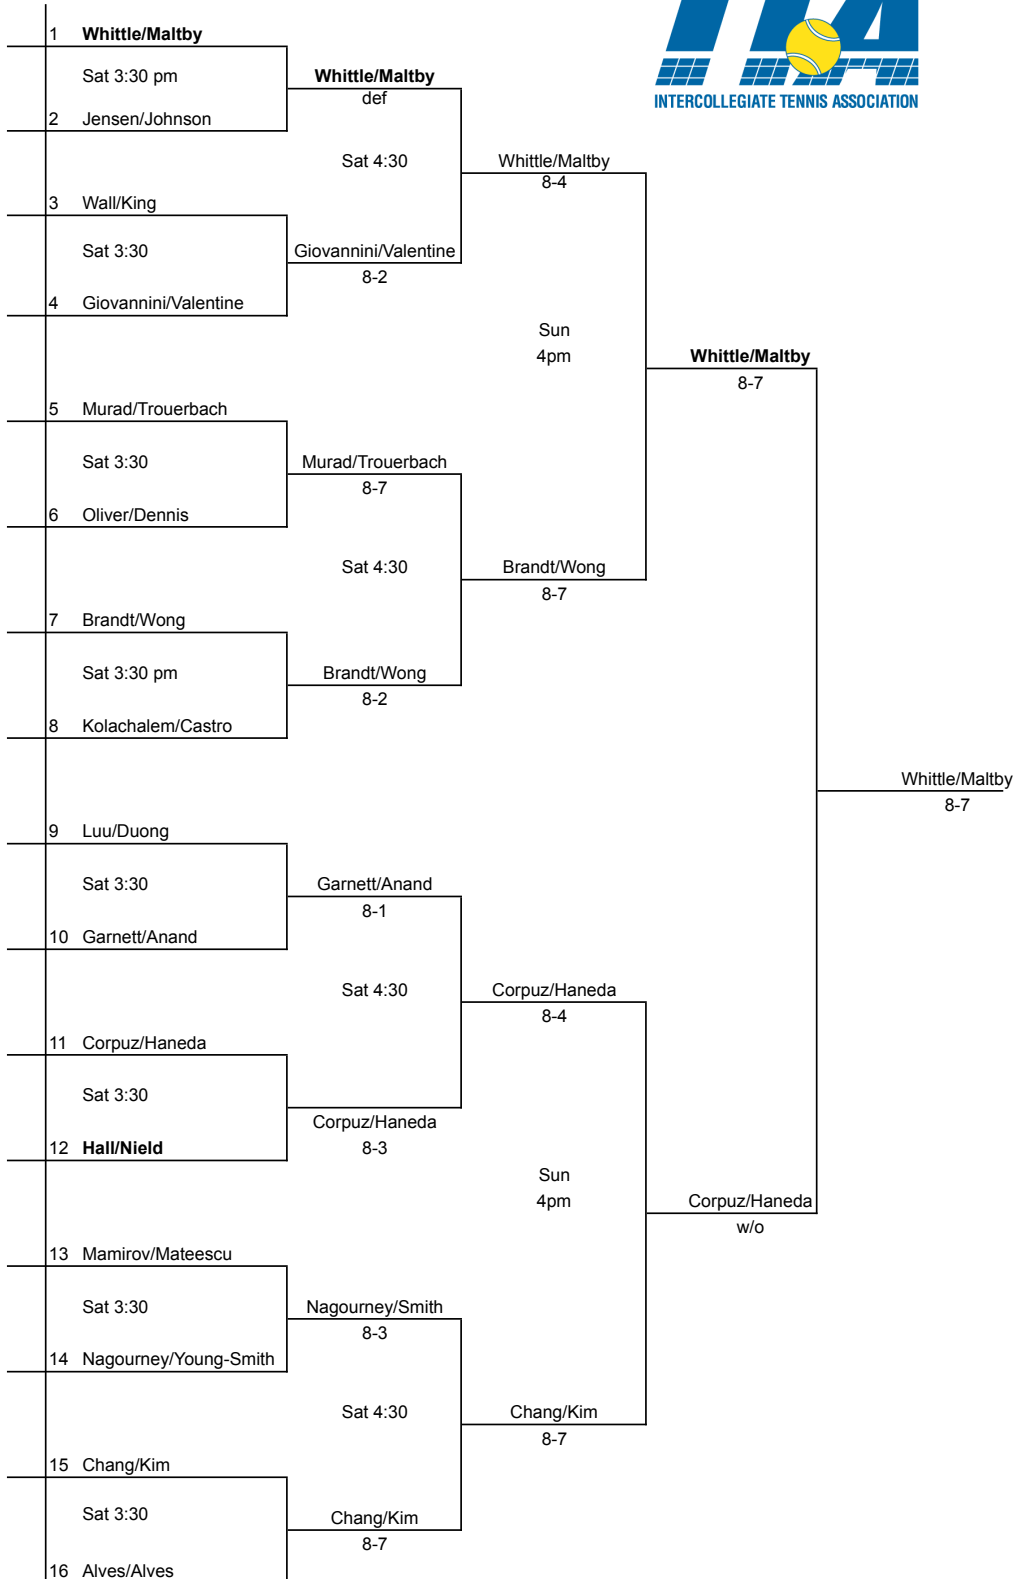 ITA
INTERCOLLEGIATE TENNIS ASSOCIATION
1 Whittle/Maltby
Sat 3:30 pm
Whittle/Maltby
def
2 Jensen/Johnson
Sat 4:30
Whittle/Maltby
8-4
3 Wall/King
Sat 3:30
Giovannini/Valentine
8-2
4 Giovannini/Valentine
Sun
4pm
Whittle/Maltby
8-7
5 Murad/Trouerbach
Sat 3:30
Murad/Trouerbach
8-7
6 Oliver/Dennis
Sat 4:30
Brandt/Wong
8-7
7 Brandt/Wong
Sat 3:30 pm
Brandt/Wong
8-2
8 Kolachalem/Castro
Whittle/Maltby
8-7
9 Luu/Duong
Sat 3:30
Garnett/Anand
8-1
10 Garnett/Anand
Sat 4:30
Corpuz/Haneda
8-4
11 Corpuz/Haneda
Sat 3:30
Corpuz/Haneda
8-3
12 Hall/Nield
Sun
4pm
Corpuz/Haneda
w/o
13 Mamirov/Mateescu
Sat 3:30
Nagourney/Smith
8-3
14 Nagourney/Young-Smith
Sat 4:30
Chang/Kim
8-7
15 Chang/Kim
Sat 3:30
Chang/Kim
8-7
16 Alves/Alves